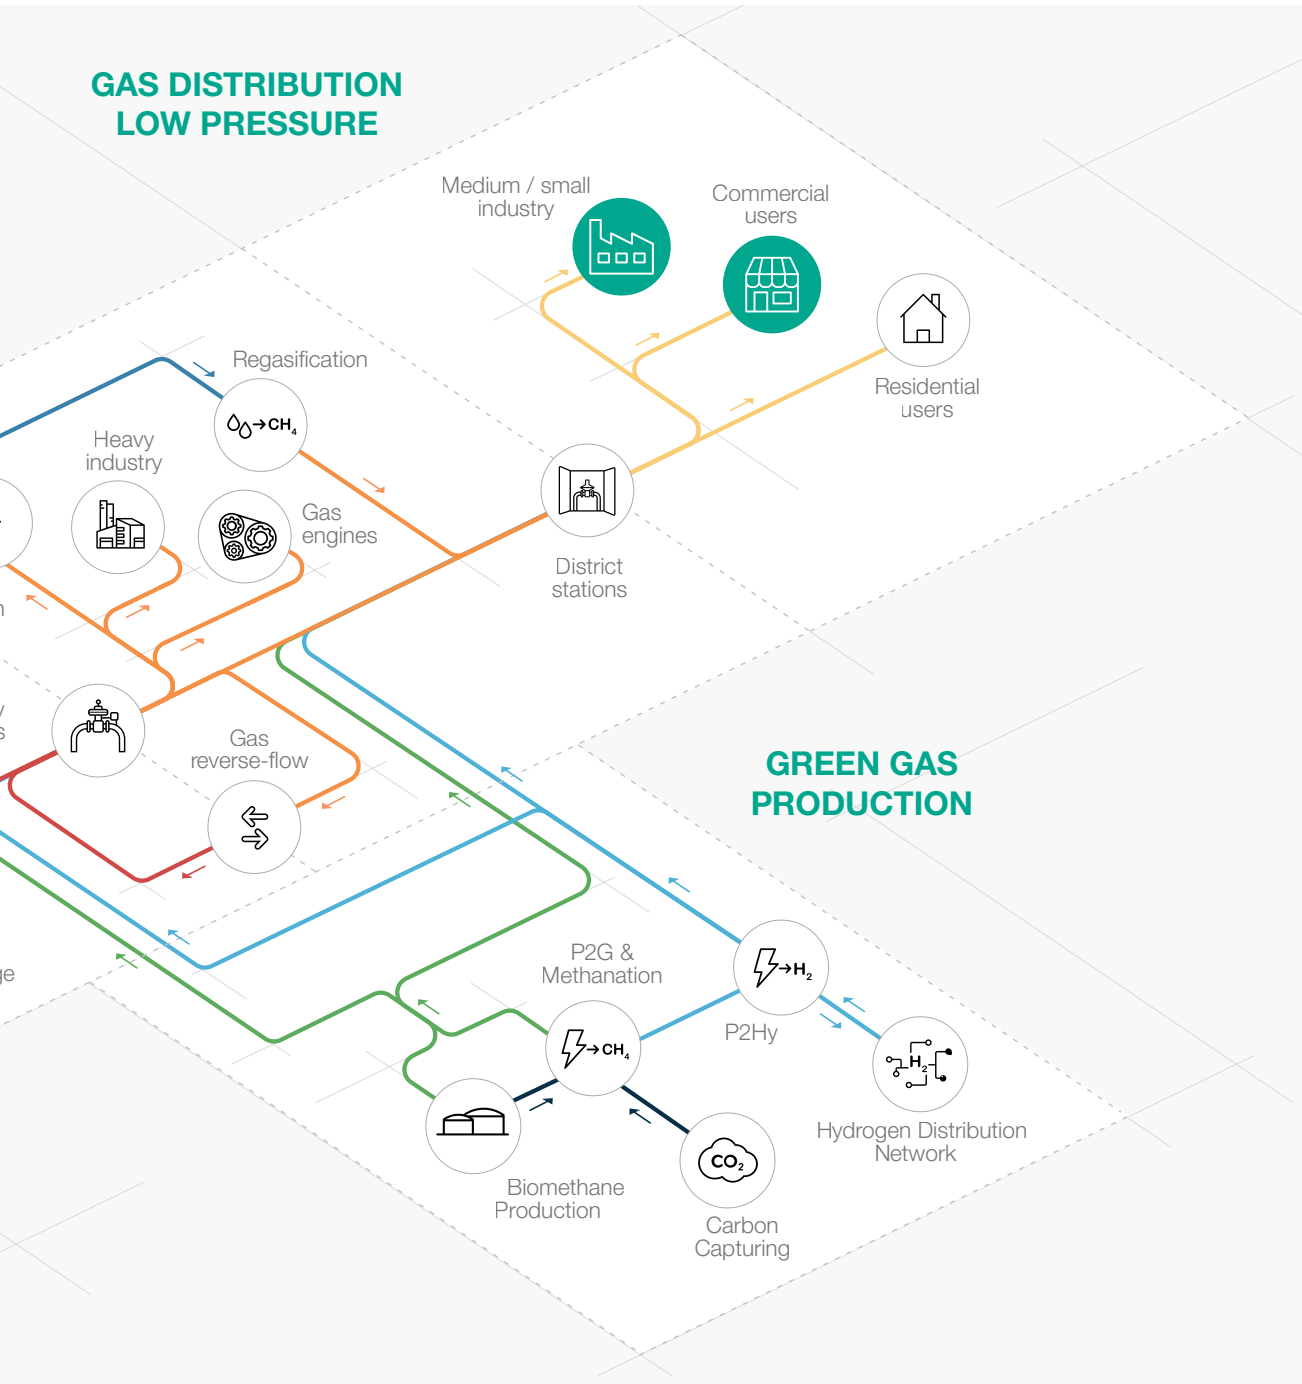 GAS DISTRIBUTION
LOW PRESSURE
Medium / small
industry
Commercial
users
Residential
users
Regasification
→CH₄
Heavy
industry
Gas
engines
District
stations
Gas
reverse-flow
GREEN GAS
PRODUCTION
P2G &
Methanation
→CH₄
→H₂
P2Hy
H₂
Hydrogen Distribution
Network
Biomethane
Production
CO₂
Carbon
Capturing